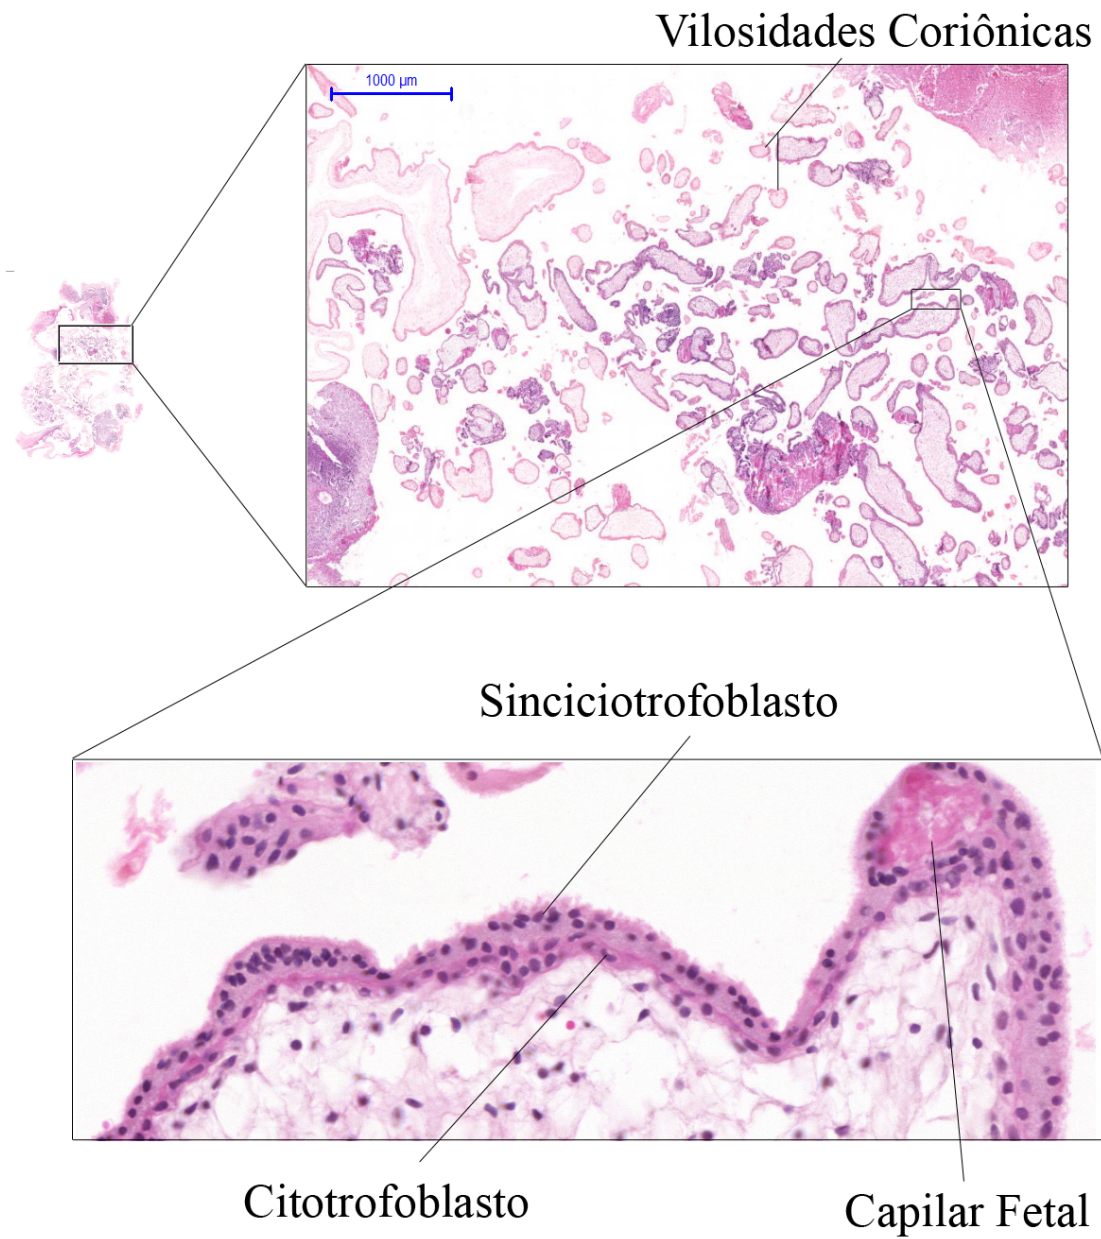 Vilosidades Coriônicas
1000 µm
Sinciciotrofoblasto
Citotrofoblasto
Capilar Fetal